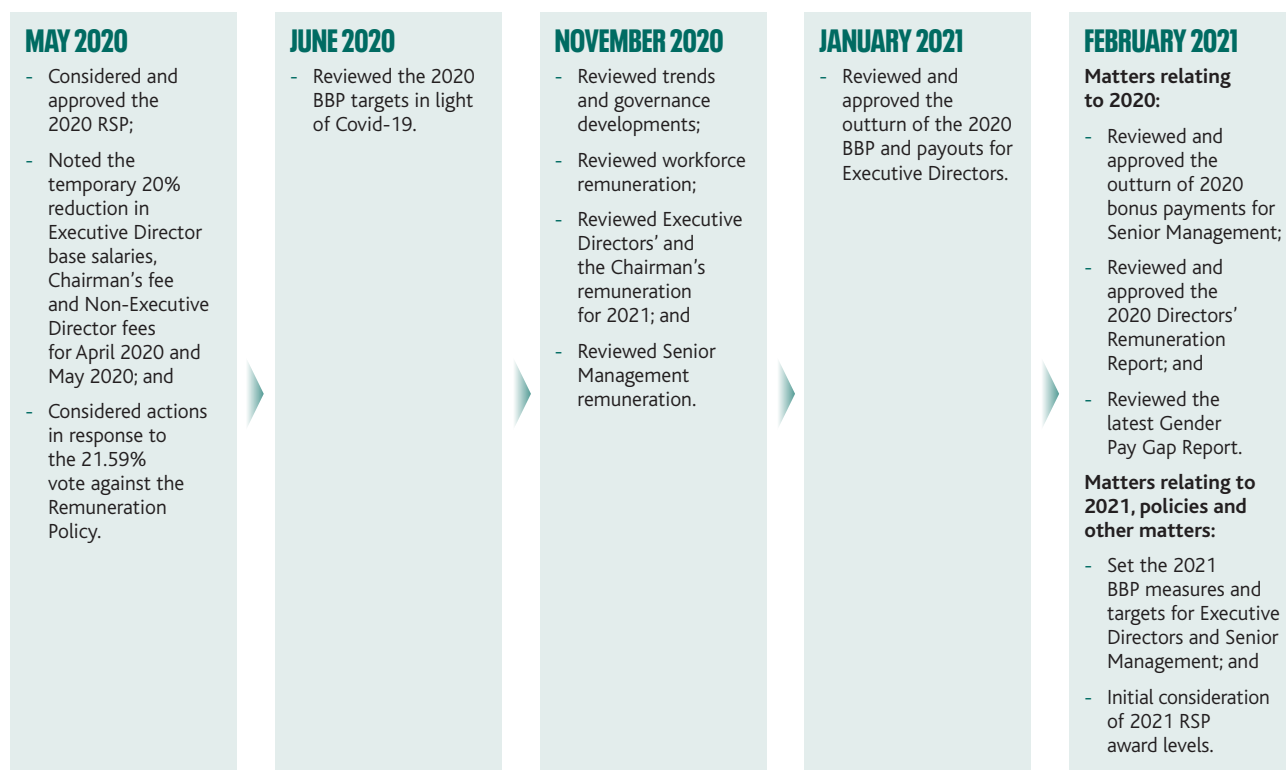 MAY 2020
- Considered and
approved the
2020 RSP;
- Noted the
temporary 20%
reduction in
Executive Director
base salaries,
Chairman’s fee
and Non-Executive
Director fees
for April 2020 and
May 2020; and
- Considered actions
in response to
the 21.59%
vote against the
Remuneration
Policy.
JUNE 2020
- Reviewed the 2020
BBP targets in light
of Covid-19.
NOVEMBER 2020
- Reviewed trends
and governance
developments;
- Reviewed workforce
remuneration;
- Reviewed Executive
Directors’ and
the Chairman’s
remuneration
for 2021; and
- Reviewed Senior
Management
remuneration.
JANUARY 2021
- Reviewed and
approved the
outturn of the 2020
BBP and payouts for
Executive Directors.
FEBRUARY 2021
Matters relating
to 2020:
- Reviewed and
approved the
outturn of 2020
bonus payments for
Senior Management;
- Reviewed and
approved the
2020 Directors’
Remuneration
Report; and
- Reviewed the
latest Gender
Pay Gap Report.
Matters relating to
2021, policies and
other matters:
- Set the 2021
BBP measures and
targets for Executive
Directors and Senior
Management; and
- Initial consideration
of 2021 RSP
award levels.